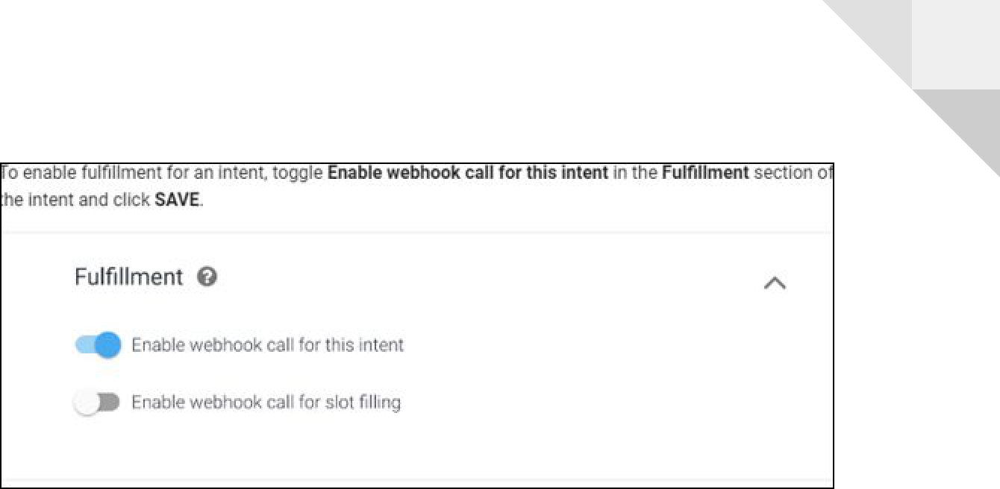 To enable fulfillment for an intent, toggle Enable webhook call for this intent in the Fulfillment section of
the intent and click SAVE.
Fulfillment ?
Enable webhook call for this intent
Enable webhook call for slot filling